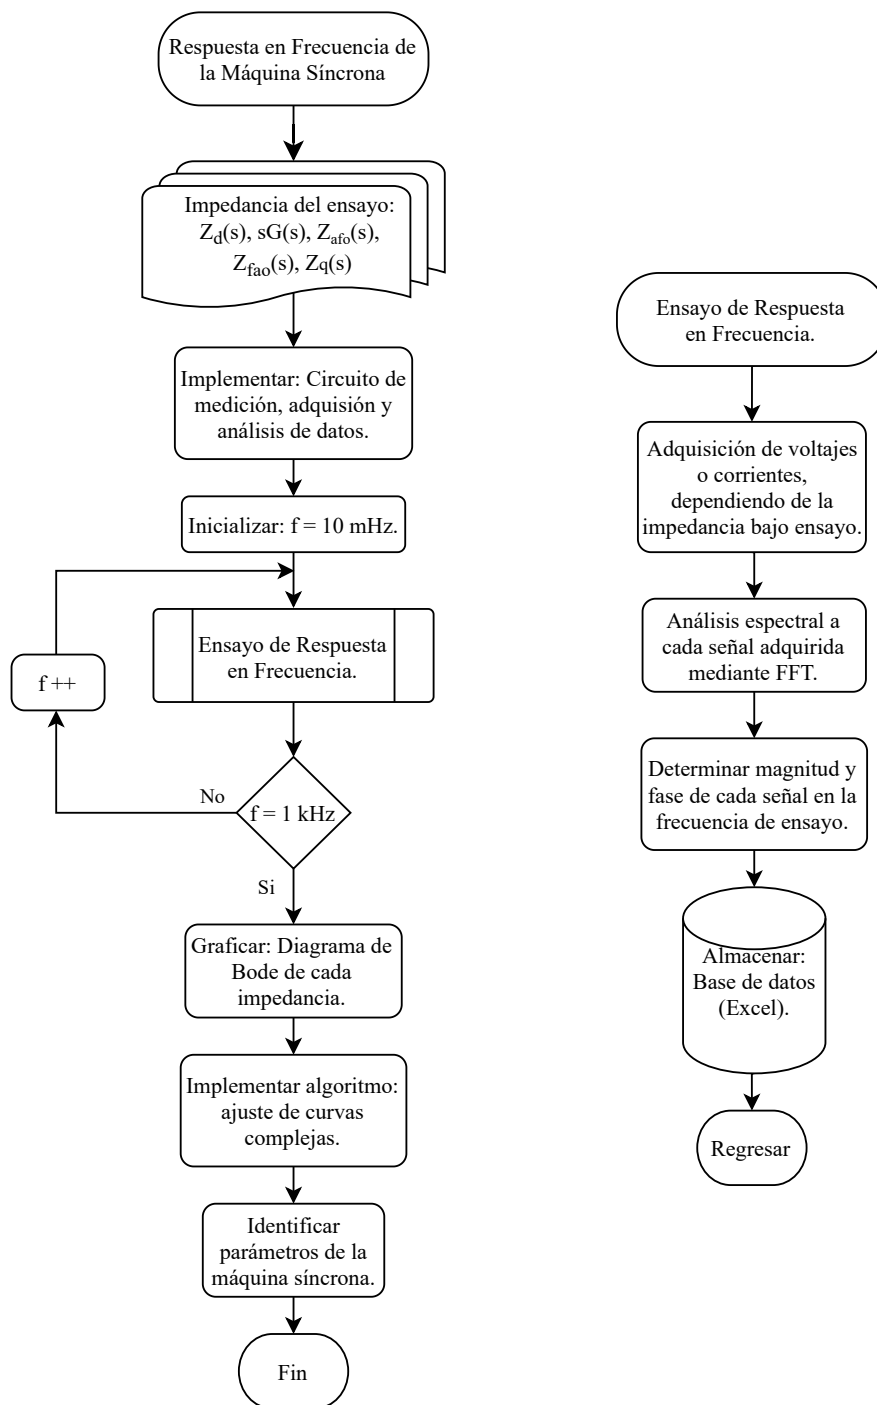 Respuesta en Frecuencia de
la Máquina Síncrona
Impedancia del ensayo:
Zd(s), sG(s), Zafo(s),
Zfao(s), Zq(s)
Implementar: Circuito de
medición, adquisión y
análisis de datos.
Inicializar: f = 10 mHz.
Ensayo de Respuesta
en Frecuencia.
f ++
No
f = 1 kHz
Si
Graficar: Diagrama de
Bode de cada
impedancia.
Implementar algoritmo:
ajuste de curvas
complejas.
Identificar
parámetros de la
máquina síncrona.
Fin
Ensayo de Respuesta
en Frecuencia.
Adquisición de voltajes
o corrientes,
dependiendo de la
impedancia bajo ensayo.
Análisis espectral a
cada señal adquirida
mediante FFT.
Determinar magnitud y
fase de cada señal en la
frecuencia de ensayo.
Almacenar:
Base de datos
(Excel).
Regresar